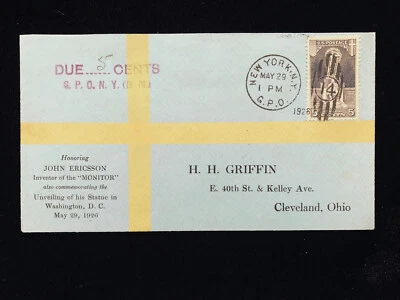 DUE 5 CENTS
G. P. O. N. Y.
NEW YORK, N.Y.
MAY 29
1 PM
G.P.O.
1926
U.S. POSTAGE
4
5
5
Honoring
JOHN ERICSSON
Inventor of the "MONITOR"
also commemorating the
Unveiling of his Statue in
Washington, D. C.
May 29, 1926
H. H. GRIFFIN
E. 40th St. & Kelley Ave.
Cleveland, Ohio